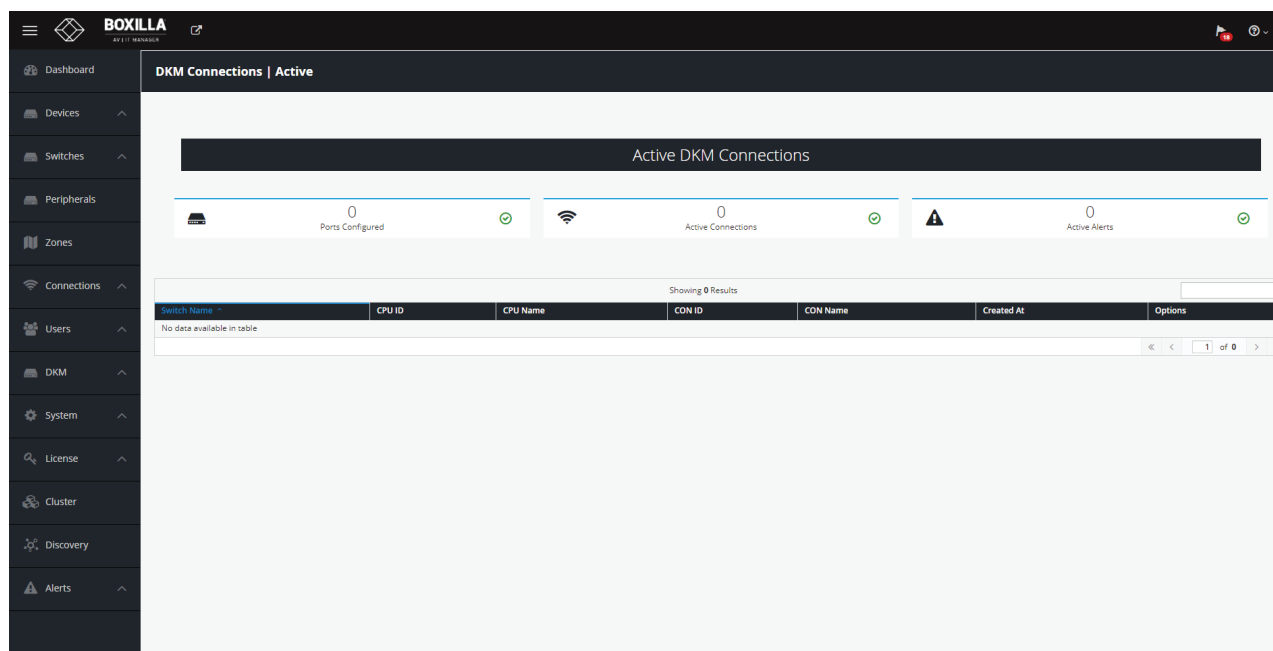 BOXILLA
AV | IT MANAGER
18
Dashboard
DKM Connections | Active
Devices
Active DKM Connections
Switches
Peripherals
0
Ports Configured
0
Active Connections
0
Active Alerts
Zones
Connections
Showing 0 Results
Switch Name CPU ID CPU Name CON ID CON Name Created At Options
No data available in table
Users
1 of 0
DKM
System
License
Cluster
Discovery
Alerts